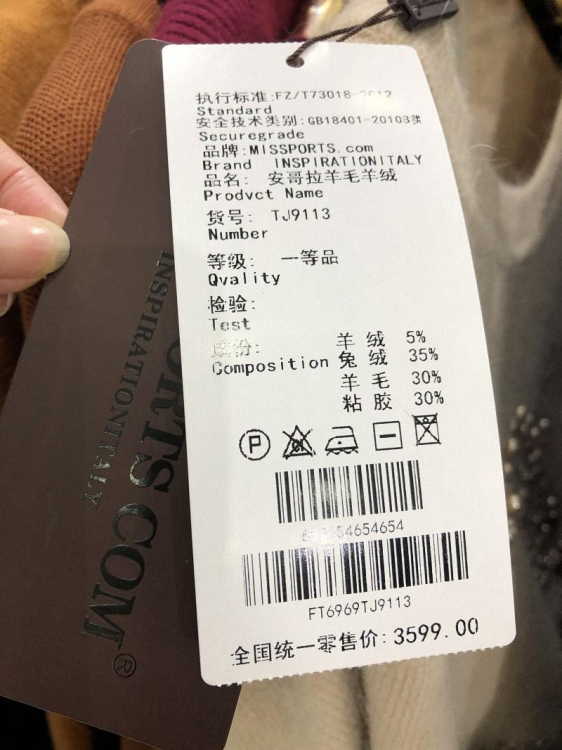 执行标准:FZ/T73018-2012
Standard
安全技术类别:GB18401-2010B类
Securegrade
品牌:MISSPORTS.com
Brand INSPIRATIONITALY
品名: 安哥拉羊毛羊绒
Prodvct Name
货号: TJ9113
Number
等级: 一等品
Qvality
检验:
Test
成份: 羊绒 5%
Composition 兔绒 35%
羊毛 30%
粘胶 30%
P
54654654
FT6969TJ9113
全国统一零售价: 3599.00
ORTS COM®
INSPIRATIONITALY
INSPIRATIONITALY